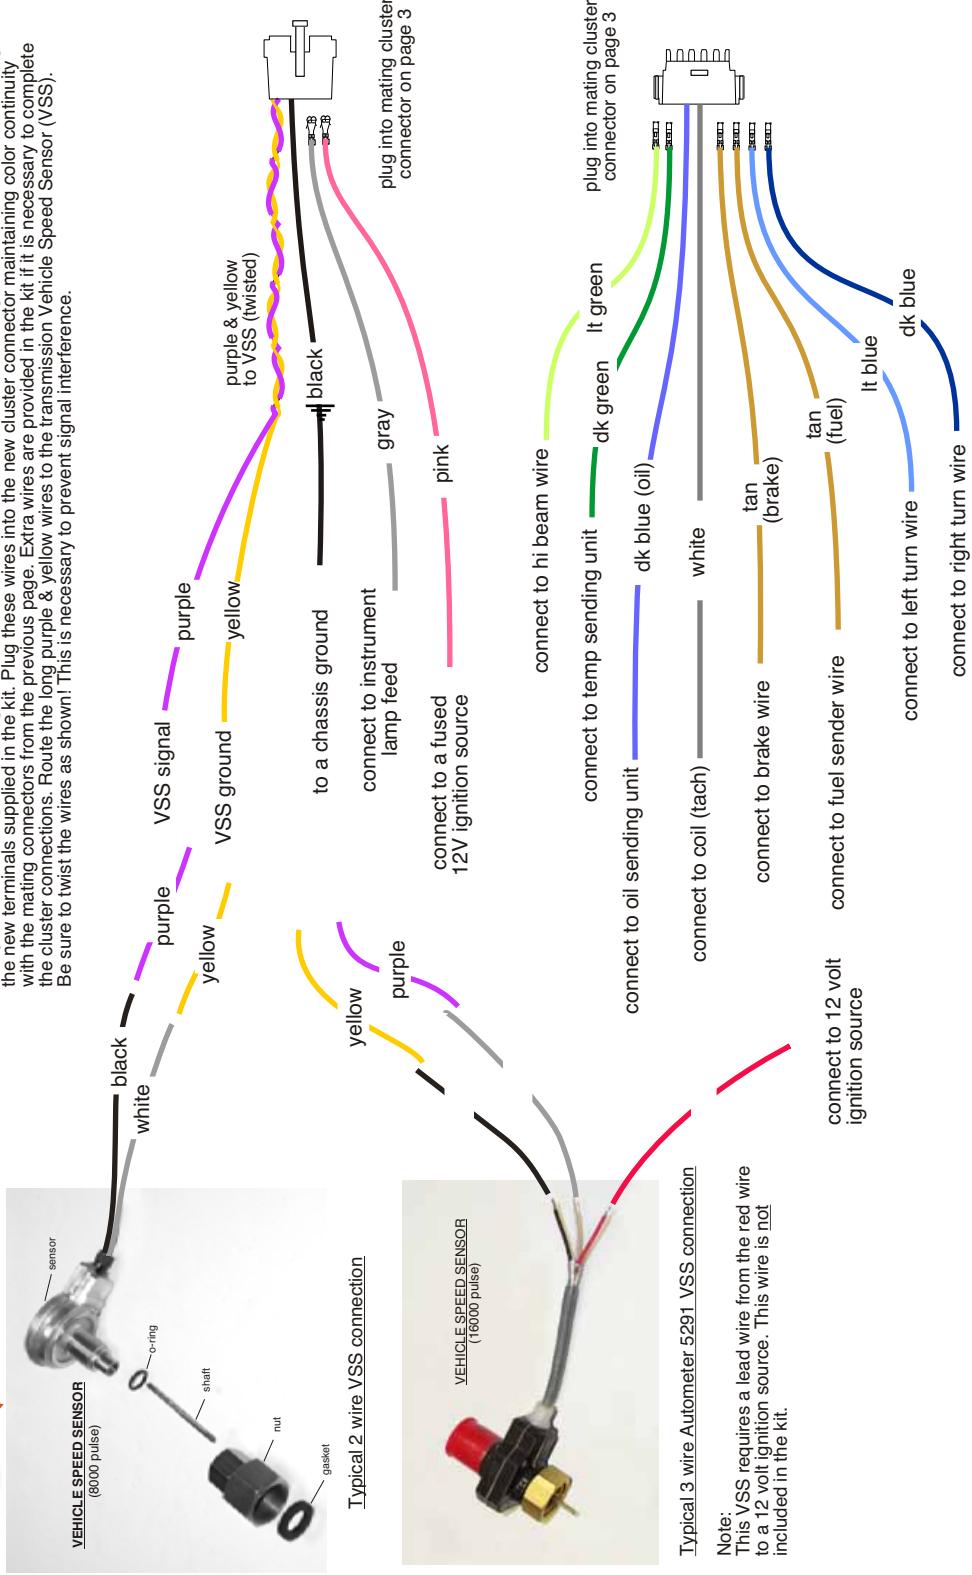 the new terminals supplied in the kit. Plug these wires into the new cluster connector maintaining color continuity
with the mating connectors from the previous page. Extra wires are provided in the kit if it is necessary to complete
the cluster connections. Route the long purple & yellow wires to the transmission Vehicle Speed Sensor (VSS).
Be sure to twist the wires as shown! This is necessary to prevent signal interference.
VEHICLE SPEED SENSOR
(8000 pulse)
sensor
o-ring
shaft
nut
gasket
Typical 2 wire VSS connection
black
white
purple
yellow
VSS signal
VSS ground
purple
yellow
purple & yellow
to VSS (twisted)
black
to a chassis ground
gray
connect to instrument
lamp feed
pink
connect to a fused
12V ignition source
plug into mating cluster
connector on page 3
VEHICLE SPEED SENSOR
(16000 pulse)
yellow
purple
connect to 12 volt
ignition source
Typical 3 wire Autometer 5291 VSS connection
Note:
This VSS requires a lead wire from the red wire
to a 12 volt ignition source. This wire is not
included in the kit.
plug into mating cluster
connector on page 3
lt green
connect to hi beam wire
dk green
connect to temp sending unit
dk blue (oil)
connect to oil sending unit
white
connect to coil (tach)
tan
(brake)
connect to brake wire
tan
(fuel)
connect to fuel sender wire
lt blue
connect to left turn wire
dk blue
connect to right turn wire